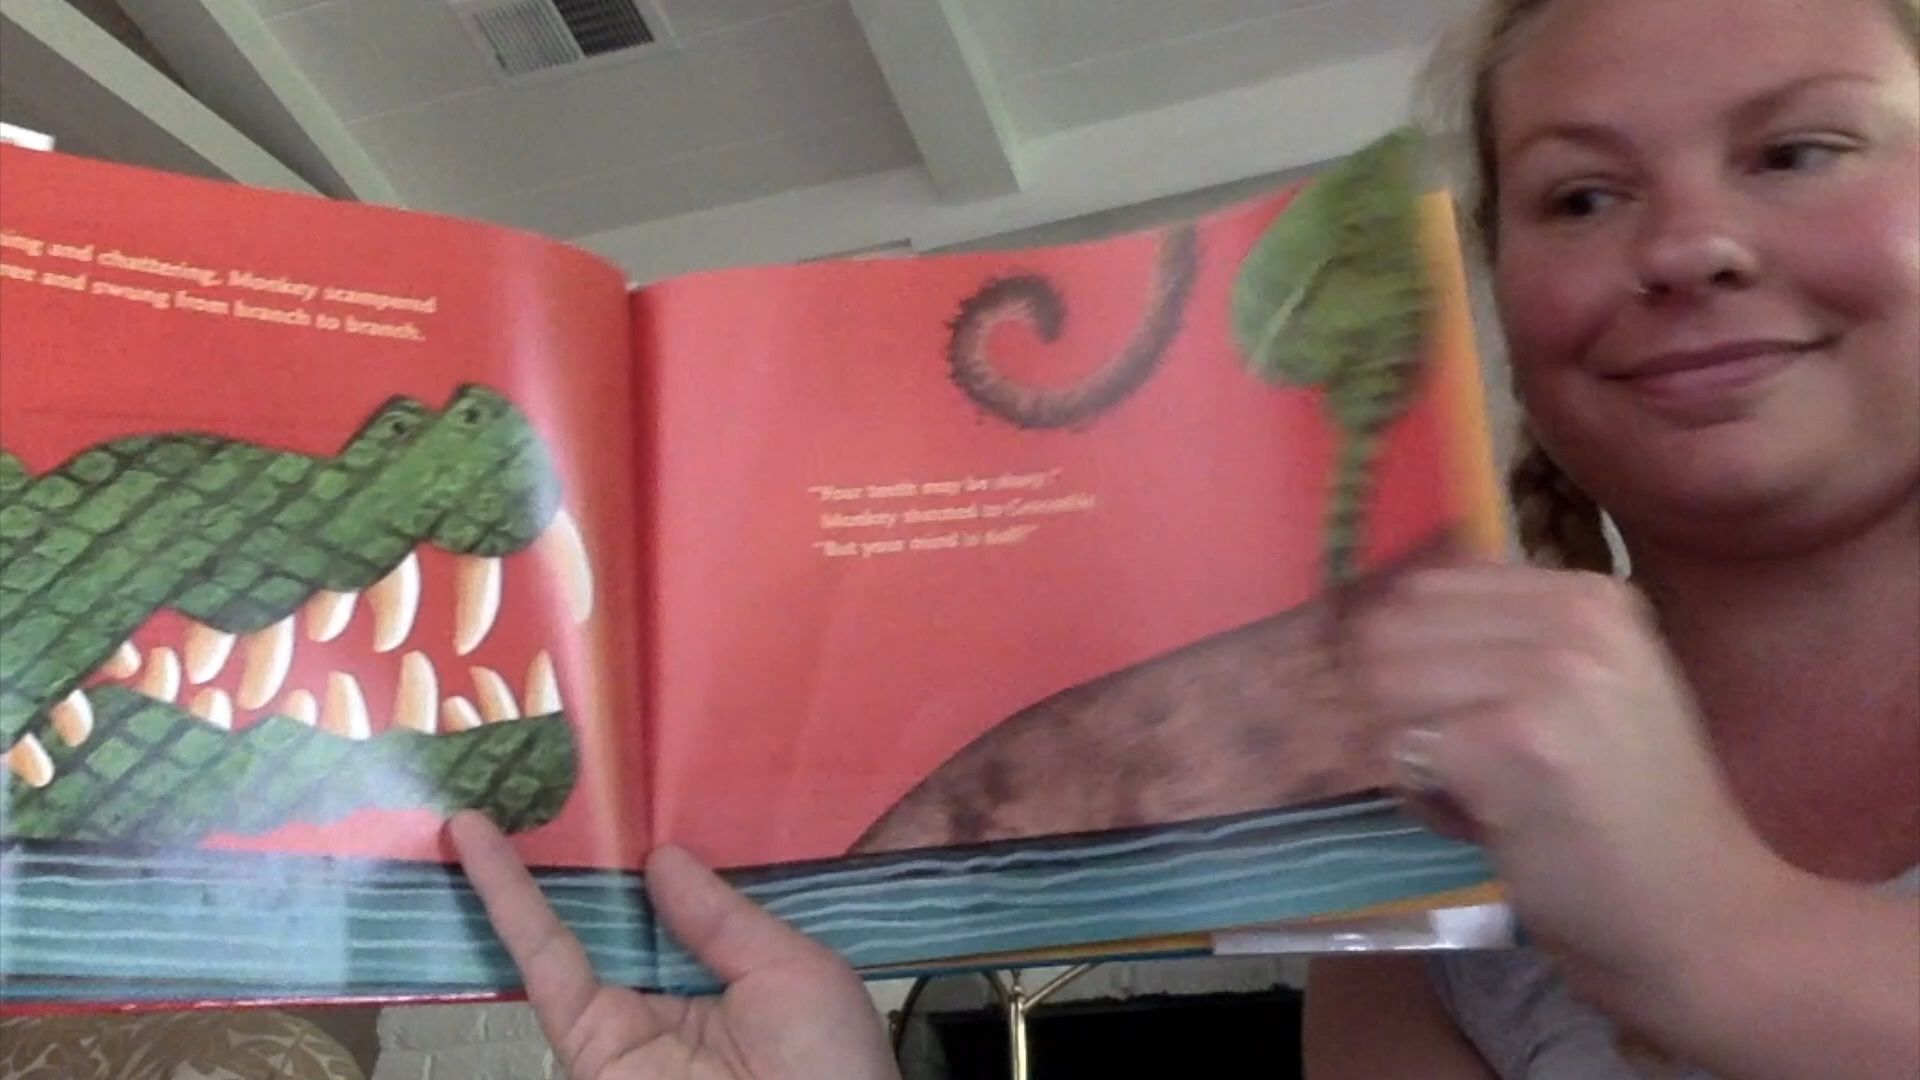 and chattering, Monkey scampered
tree and swung from branch to branch.
"Your teeth may be sharp,"
Monkey shouted to Crocodile.
"But your mind is dull!"